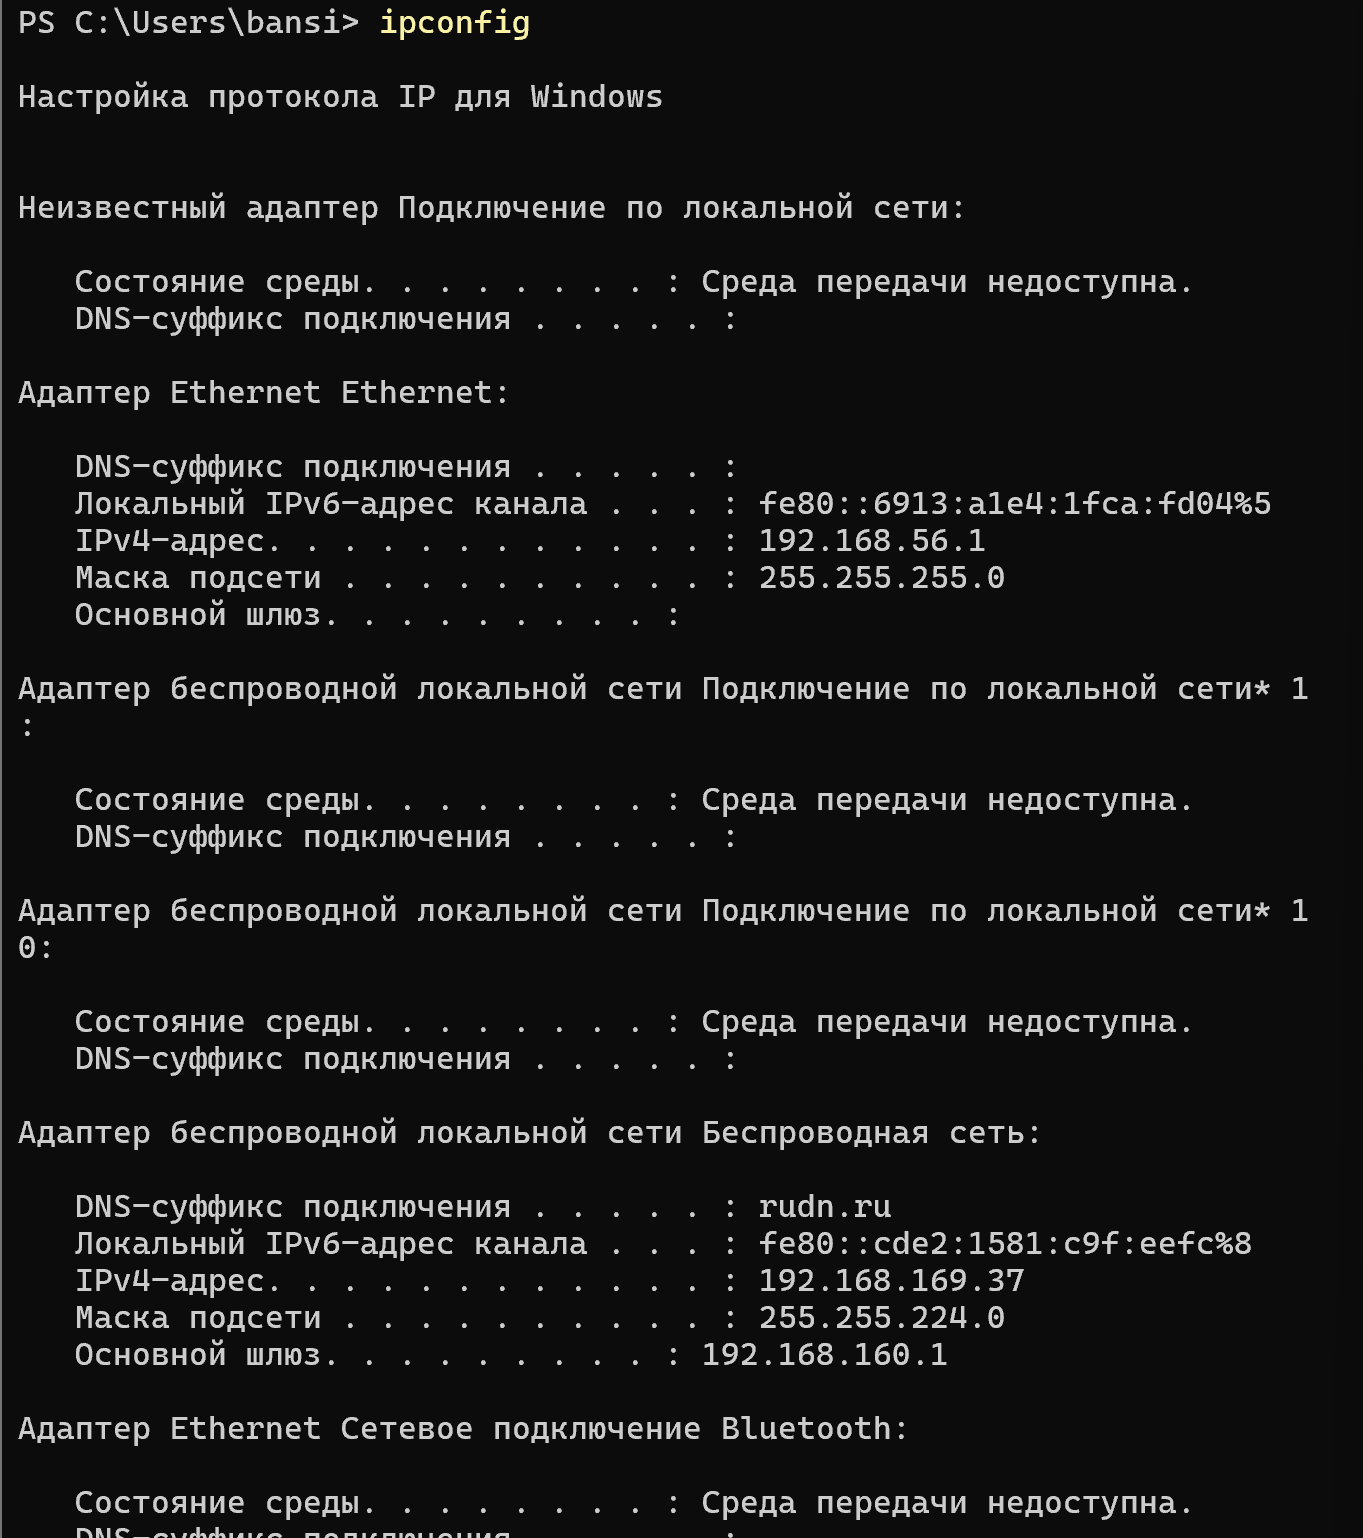 PS C:\Users\bansi> ipconfig
Настройка протокола IP для Windows
Неизвестный адаптер Подключение по локальной сети:
Состояние среды. . . . . . . . : Среда передачи недоступна.
DNS-суффикс подключения . . . . . :
Адаптер Ethernet Ethernet:
DNS-суффикс подключения . . . . . :
Локальный IPv6-адрес канала . . . : fe80::6913:a1e4:1fca:fd04%5
IPv4-адрес. . . . . . . . . . . . : 192.168.56.1
Маска подсети . . . . . . . . . . : 255.255.255.0
Основной шлюз. . . . . . . . . :
Адаптер беспроводной локальной сети Подключение по локальной сети* 1
:
Состояние среды. . . . . . . . : Среда передачи недоступна.
DNS-суффикс подключения . . . . . :
Адаптер беспроводной локальной сети Подключение по локальной сети* 1
0:
Состояние среды. . . . . . . . : Среда передачи недоступна.
DNS-суффикс подключения . . . . . :
Адаптер беспроводной локальной сети Беспроводная сеть:
DNS-суффикс подключения . . . . . : rudn.ru
Локальный IPv6-адрес канала . . . : fe80::cde2:1581:c9f:eefc%8
IPv4-адрес. . . . . . . . . . . . : 192.168.169.37
Маска подсети . . . . . . . . . . : 255.255.224.0
Основной шлюз. . . . . . . . . : 192.168.160.1
Адаптер Ethernet Сетевое подключение Bluetooth:
Состояние среды. . . . . . . . : Среда передачи недоступна.
DNS-суффикс подключения . . . . . :